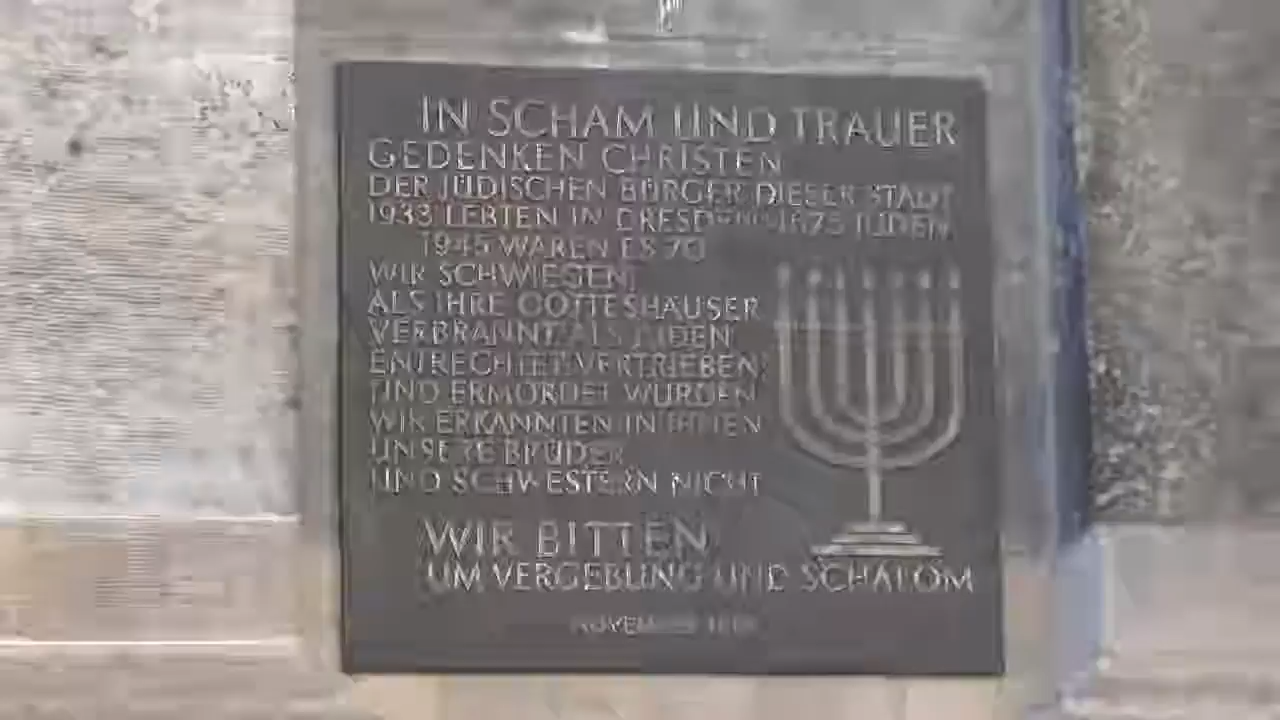 IN SCHAM UND TRAUER
GEDENKEN CHRISTEN
DER JÜDISCHEN BÜRGER DIESER STADT
1933 LEBTEN IN DRESDEN JUDEN
1945 WAREN ES 70
WIR SCHWIEGEN
ALS IHRE GOTTESHÄUSER
VERBRANNT ALS JUDEN
ENTRECHTET VERTRIEBEN
UND ERMORDET WURDEN
WIR ERKANNTEN IN IHNEN
UNSERE BRÜDER
UND SCHWESTERN NICHT
WIR BITTEN
UM VERGEBUNG UND SCHALOM
NOVEMBER